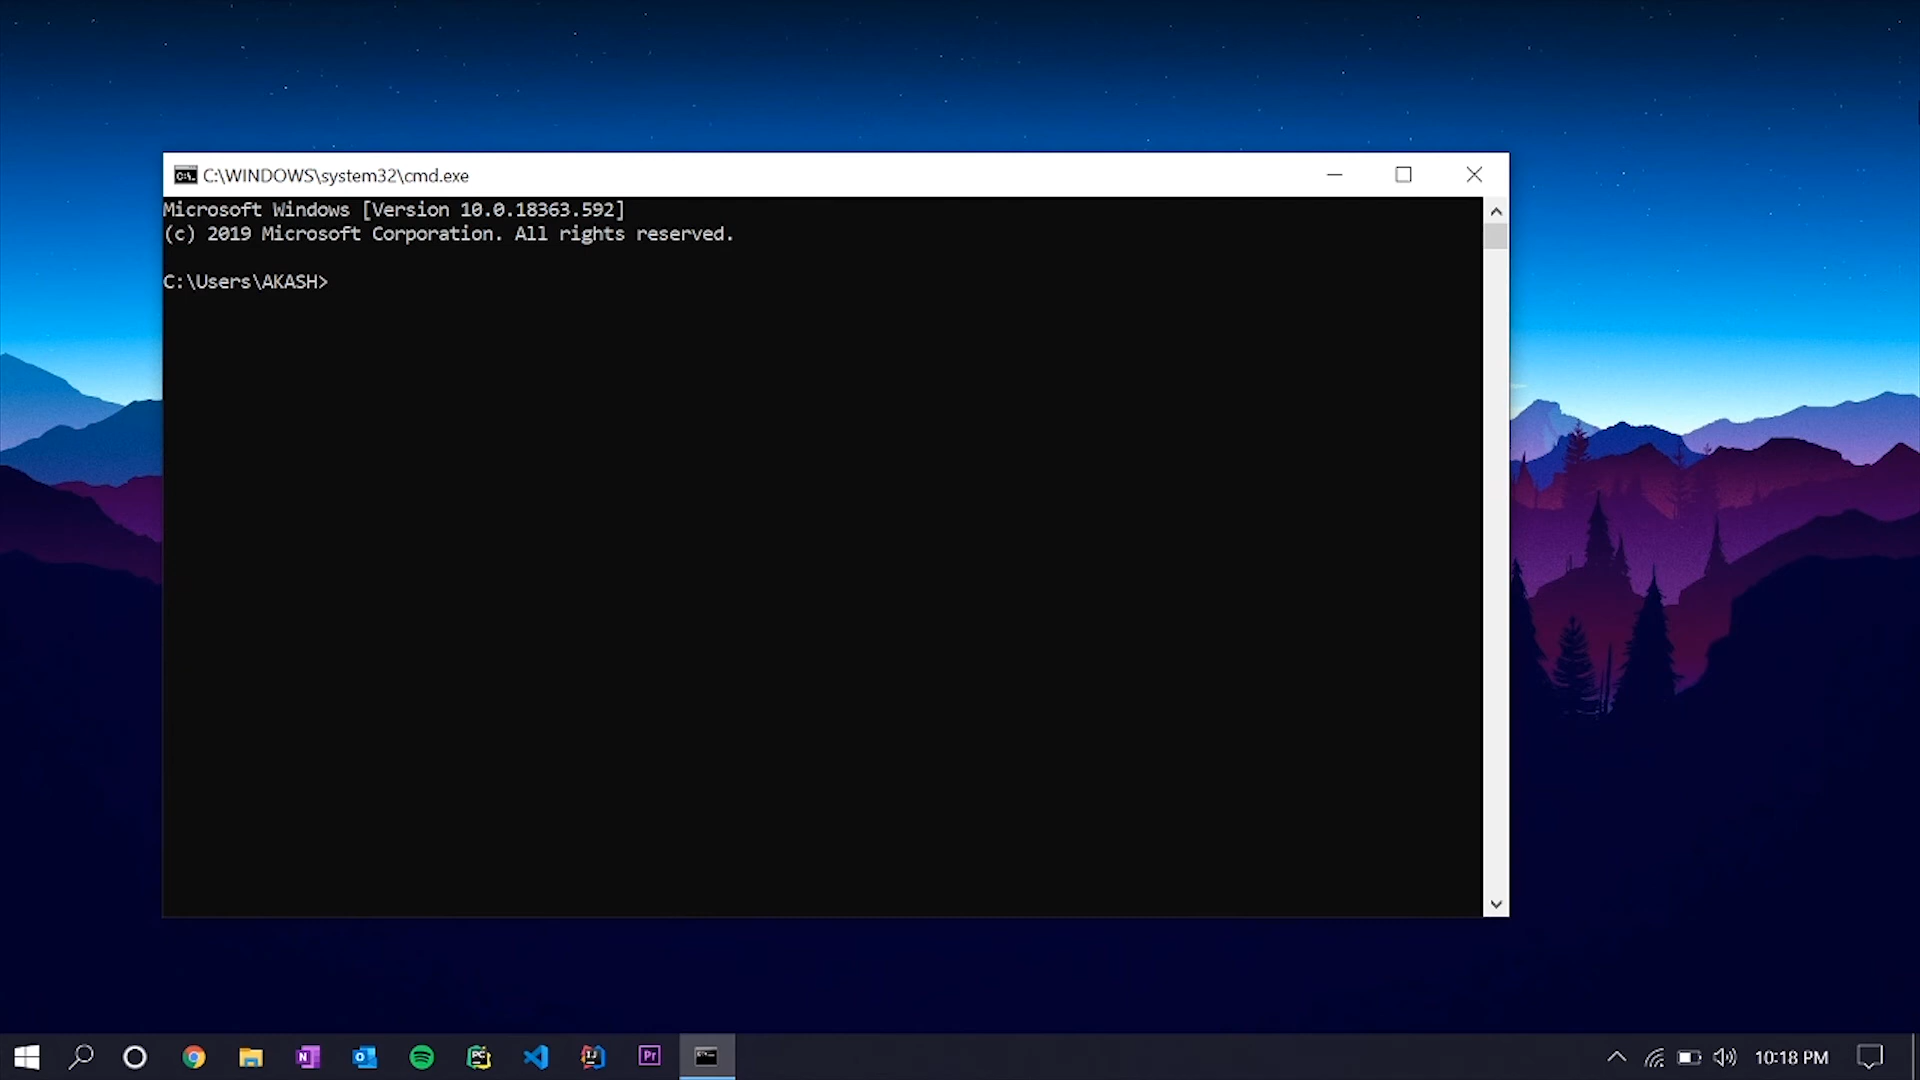 C:\WINDOWS\system32\cmd.exe
Microsoft Windows [Version 10.0.18363.592]
(c) 2019 Microsoft Corporation. All rights reserved.
C:\Users\AKASH>
10:18 PM